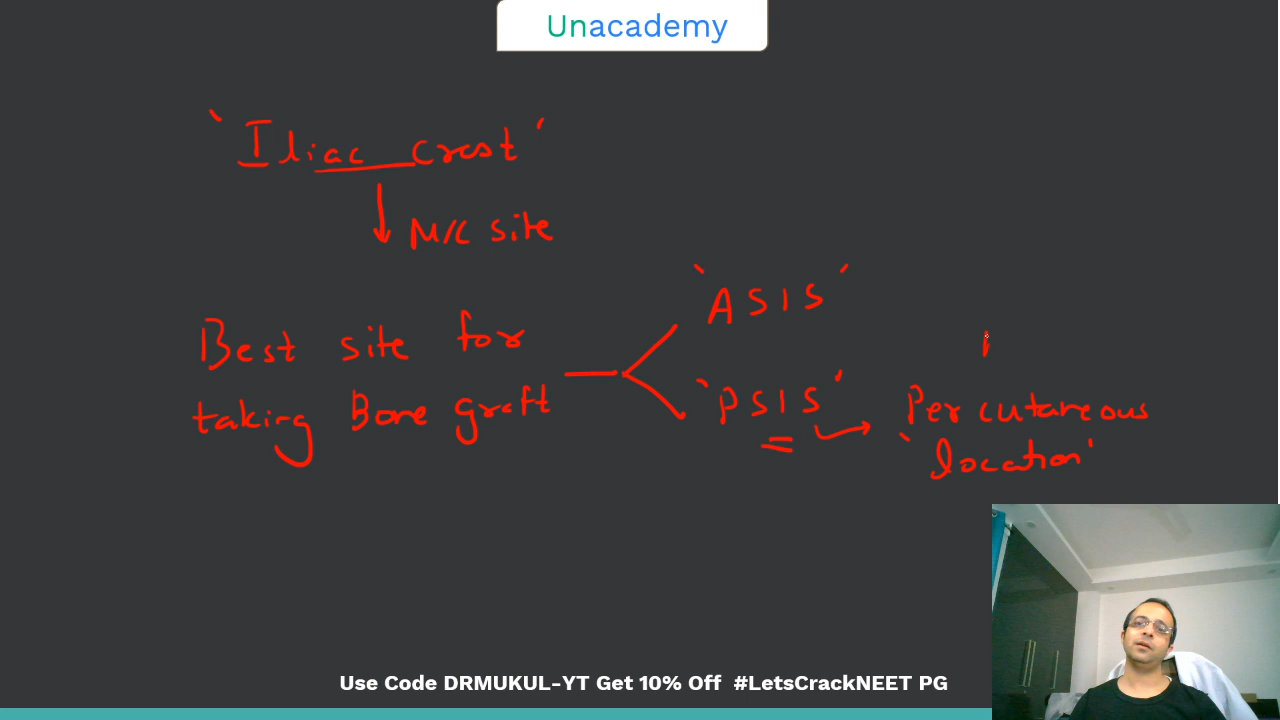 Unacademy
`Iliac crest'
M/C site
`ASIS'
Best site for
taking Bone graft
`PSIS'
Percutaneous
`location'
Use Code DRMUKUL-YT Get 10% Off #LetsCrackNEET PG